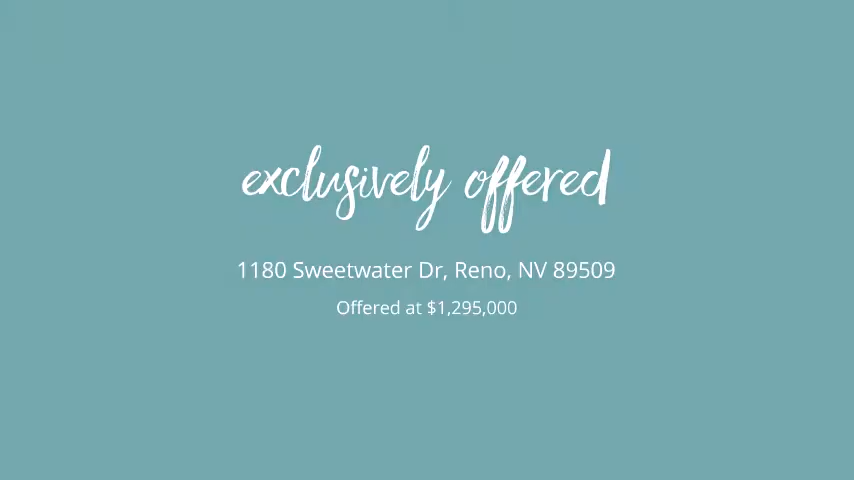 exclusively offered
1180 Sweetwater Dr, Reno, NV 89509
Offered at $1,295,000